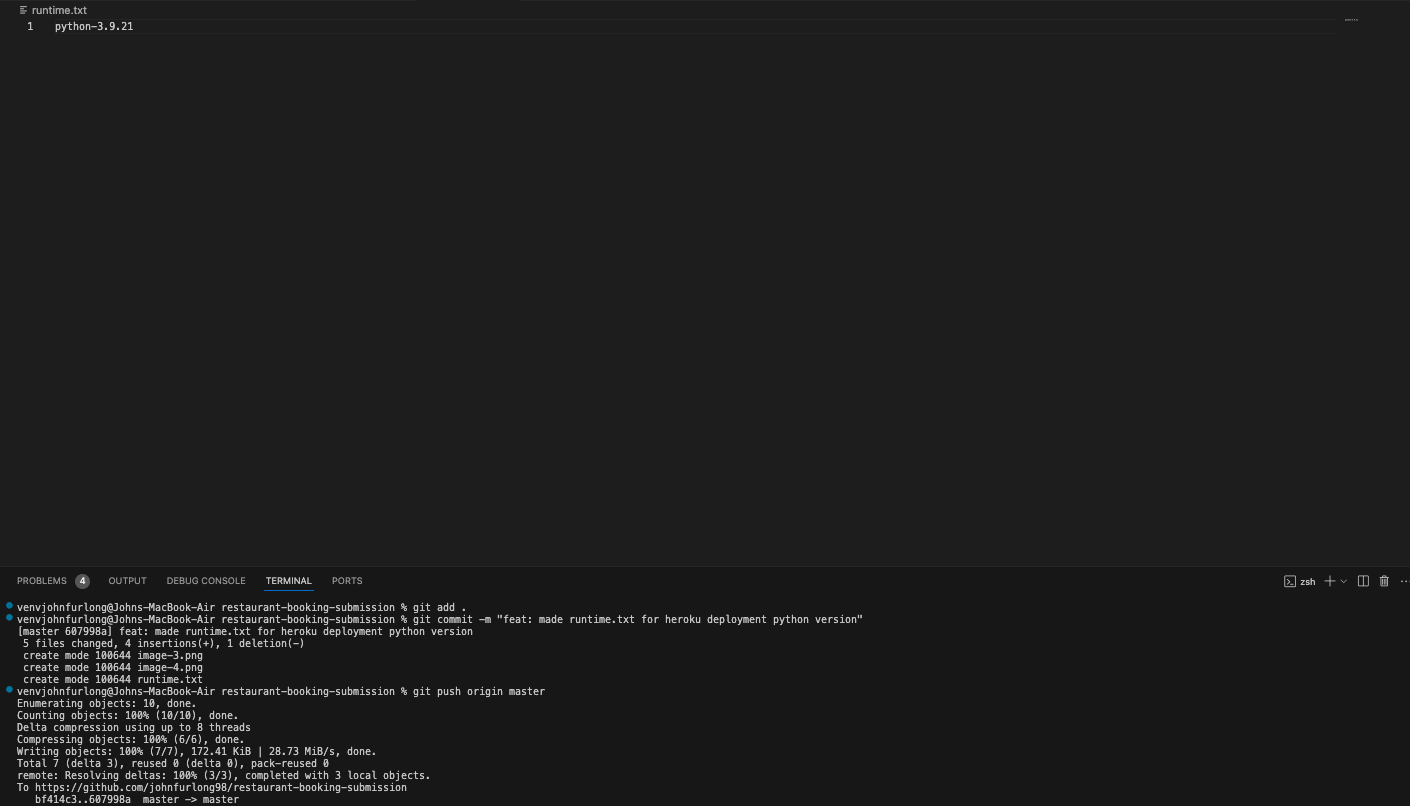 runtime.txt
1 python-3.9.21
PROBLEMS 4 OUTPUT DEBUG CONSOLE TERMINAL PORTS zsh
venvjohnfurlong@Johns-MacBook-Air restaurant-booking-submission % git add .
venvjohnfurlong@Johns-MacBook-Air restaurant-booking-submission % git commit -m "feat: made runtime.txt for heroku deployment python version"
[master 607998a] feat: made runtime.txt for heroku deployment python version
5 files changed, 4 insertions(+), 1 deletion(-)
create mode 100644 image-3.png
create mode 100644 image-4.png
create mode 100644 runtime.txt
venvjohnfurlong@Johns-MacBook-Air restaurant-booking-submission % git push origin master
Enumerating objects: 10, done.
Counting objects: 100% (10/10), done.
Delta compression using up to 8 threads
Compressing objects: 100% (6/6), done.
Writing objects: 100% (7/7), 172.41 KiB | 28.73 MiB/s, done.
Total 7 (delta 3), reused 0 (delta 0), pack-reused 0
remote: Resolving deltas: 100% (3/3), completed with 3 local objects.
To https://github.com/johnfurlong98/restaurant-booking-submission
bf414c3..607998a master -> master